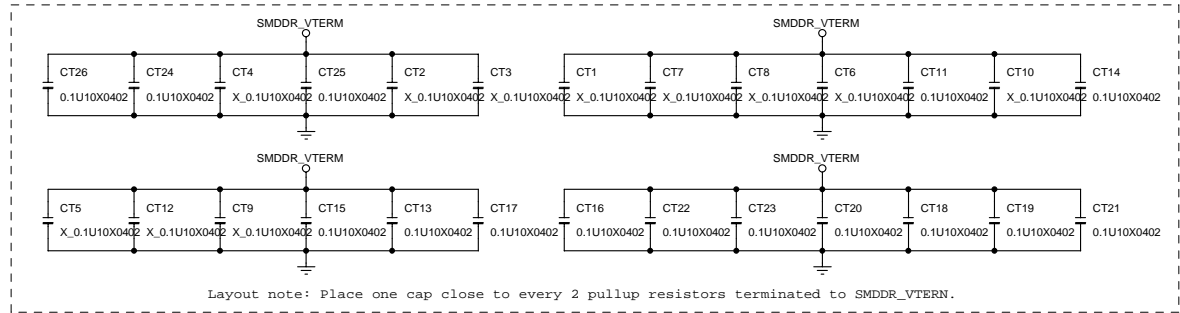 SMDDR_VTERM SMDDR_VTERM
CT26 CT24 CT4 CT25 CT2 CT3 CT1 CT7 CT8 CT6 CT11 CT10 CT14
0.1U10X0402 0.1U10X0402 X_0.1U10X0402 0.1U10X0402 X_0.1U10X0402 X_0.1U10X0402 X_0.1U10X0402 X_0.1U10X0402 X_0.1U10X0402 X_0.1U10X0402 0.1U10X0402 X_0.1U10X0402 0.1U10X0402
SMDDR_VTERM SMDDR_VTERM
CT5 CT12 CT9 CT15 CT13 CT17 CT16 CT22 CT23 CT20 CT18 CT19 CT21
X_0.1U10X0402 X_0.1U10X0402 X_0.1U10X0402 0.1U10X0402 0.1U10X0402 0.1U10X0402 0.1U10X0402 0.1U10X0402 0.1U10X0402 0.1U10X0402 0.1U10X0402 0.1U10X0402 0.1U10X0402
Layout note: Place one cap close to every 2 pullup resistors terminated to SMDDR_VTERN.